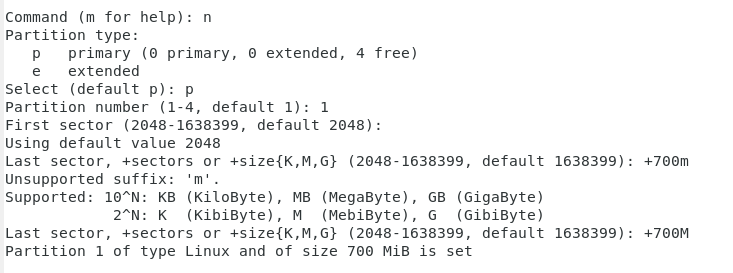 Command (m for help): n
Partition type:
   p   primary (0 primary, 0 extended, 4 free)
   e   extended
Select (default p): p
Partition number (1-4, default 1): 1
First sector (2048-1638399, default 2048):
Using default value 2048
Last sector, +sectors or +size{K,M,G} (2048-1638399, default 1638399): +700m
Unsupported suffix: 'm'.
Supported: 10^N: KB (KiloByte), MB (MegaByte), GB (GigaByte)
            2^N: K  (KibiByte), M  (MebiByte), G  (GibiByte)
Last sector, +sectors or +size{K,M,G} (2048-1638399, default 1638399): +700M
Partition 1 of type Linux and of size 700 MiB is set